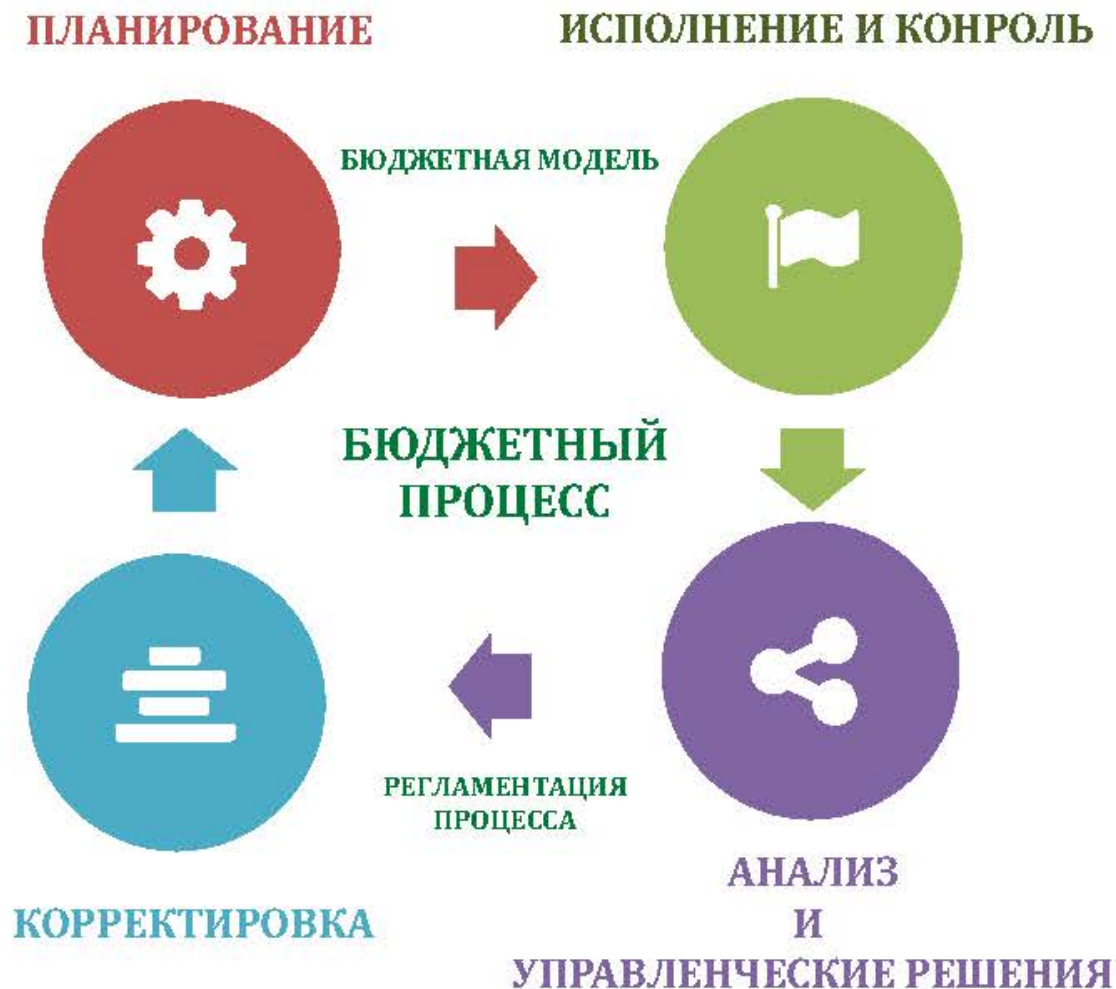 ПЛАНИРОВАНИЕ
ИСПОЛНЕНИЕ И КОНРОЛЬ
БЮДЖЕТНАЯ МОДЕЛЬ
БЮДЖЕТНЫЙ
ПРОЦЕСС
РЕГЛАМЕНТАЦИЯ
ПРОЦЕССА
КОРРЕКТИРОВКА
АНАЛИЗ
И
УПРАВЛЕНЧЕСКИЕ РЕШЕНИЯ